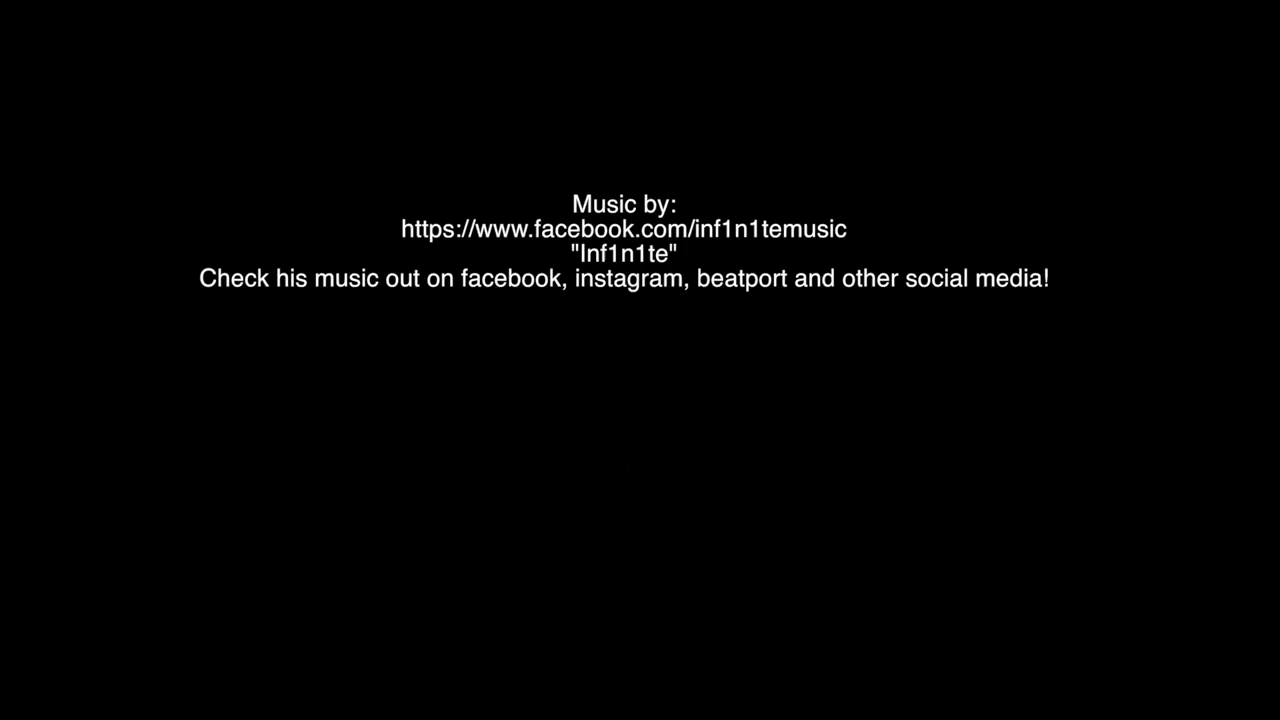 Music by:
https://www.facebook.com/inf1n1temusic
"Inf1n1te"
Check his music out on facebook, instagram, beatport and other social media!